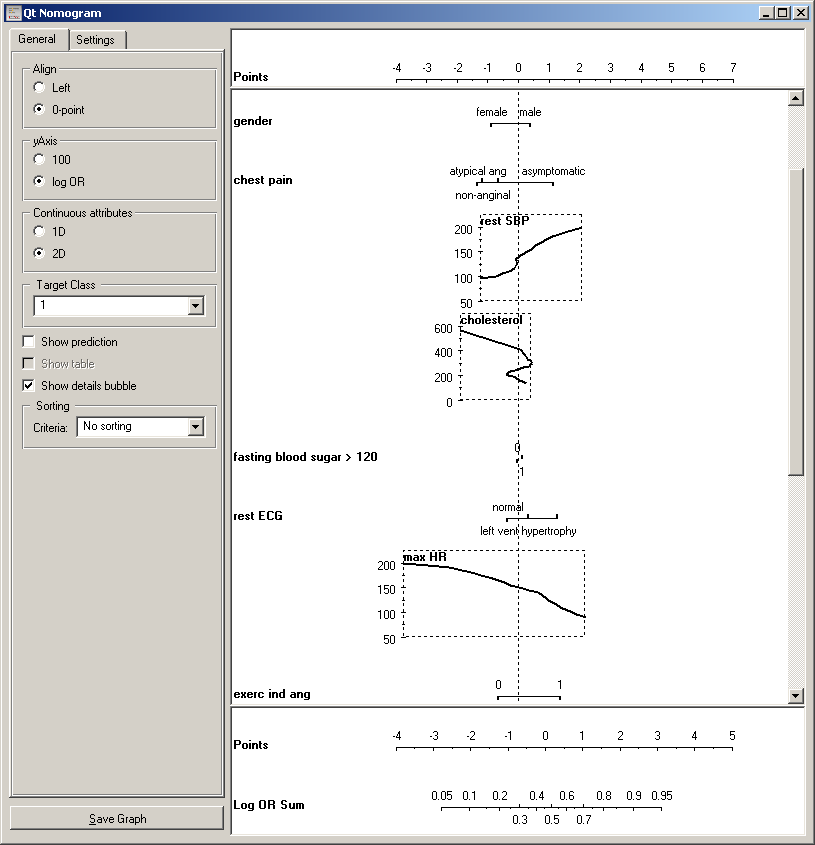 Qt Nomogram
General Settings
Align
Left
0-point
yAxis
100
log OR
Continuous attributes
1D
2D
Target Class
1
Show prediction
Show table
Show details bubble
Sorting
Criteria: No sorting
Save Graph
-4 -3 -2 -1 0 1 2 3 4 5 6 7
Points
female male
gender
atypical ang asymptomatic
chest pain
non-anginal
rest SBP
200
150
100
50
cholesterol
600
400
200
0
0
fasting blood sugar > 120
1
normal
rest ECG
left vent hypertrophy
max HR
200
150
100
50
0 1
exerc ind ang
-4 -3 -2 -1 0 1 2 3 4 5
Points
0.05 0.1 0.2 0.4 0.6 0.8 0.9 0.95
Log OR Sum
0.3 0.5 0.7